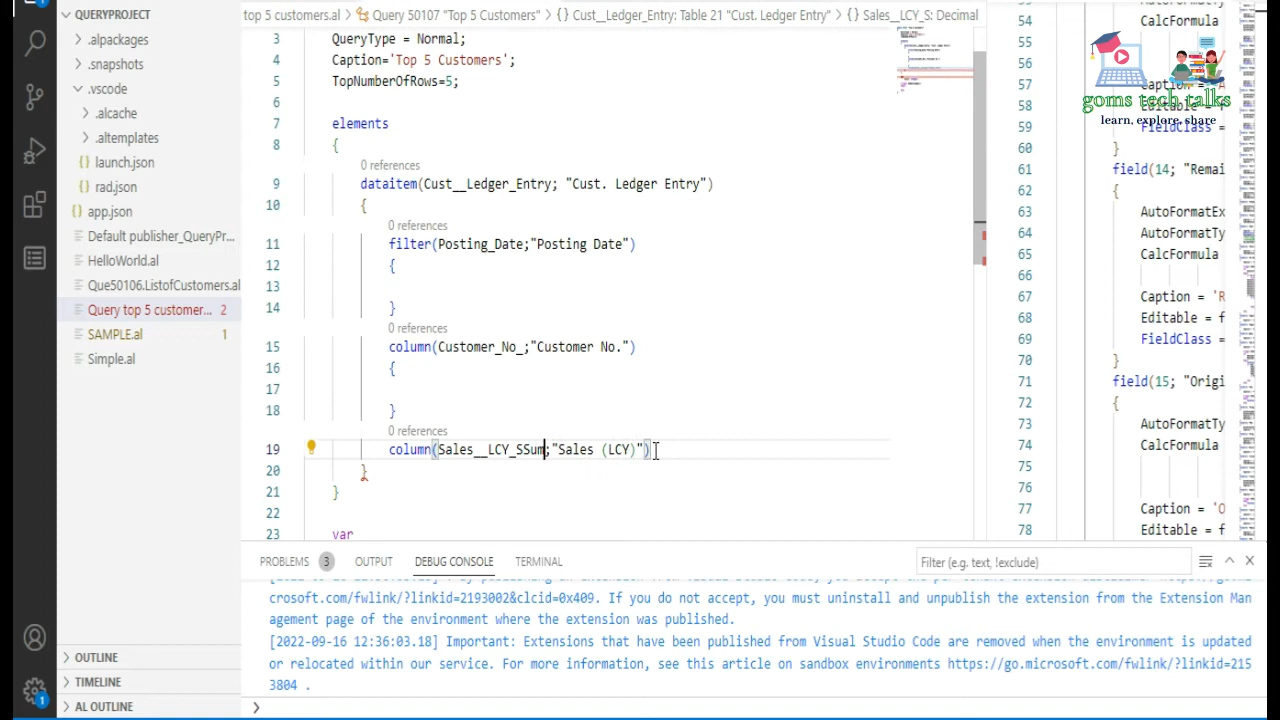 QUERYPROJECT
.alpackages
.snapshots
.vscode
.alcache
.altemplates
launch.json
rad.json
app.json
Default publisher_QueryPr...
HelloWorld.al
Que50106.ListofCustomers.al
Query top 5 customer... 2
SAMPLE.al 1
Simple.al
OUTLINE
TIMELINE
AL OUTLINE
1
top 5 customers.al > Query 50107 "Top 5 Customers" > {} Cust__Ledger_Entry: Table 21 "Cust. Ledger Entry" > {} Sales__LCY_S: Decimal
3 QueryType = Normal;
4 Caption='Top 5 Customers';
5 TopNumberOfRows=5;
6
7 elements
8 {
0 references
9 dataitem(Cust__Ledger_Entry; "Cust. Ledger Entry")
10 {
0 references
11 filter(Posting_Date;"Posting Date")
12 {
13
14 }
0 references
15 column(Customer_No_;"Customer No.")
16 {
17
18 }
0 references
19 column(Sales__LCY_SSum;"Sales (LCY)")
20 }
21 }
22
23 var
54 CalcFormula
55
56
57 Caption = 'A
58 Editable = f
59 FieldClass =
60 }
61 field(14; "Remai
62 {
63 AutoFormatEx
64 AutoFormatTy
65 CalcFormula
66
67 Caption = 'R
68 Editable = f
69 FieldClass =
70 }
71 field(15; "Origi
72 {
73 AutoFormatTy
74 CalcFormula
75
76
77 Caption = 'O
78 Editable = f
goms tech talks
learn, explore, share
PROBLEMS 3 OUTPUT DEBUG CONSOLE TERMINAL
Filter (e.g. text, !exclude)
crosoft.com/fwlink/?linkid=2193002&clcid=0x409. If you do not accept, you must uninstall and unpublish the extension from the Extension Man
agement page of the environment where the extension was published.
[2022-09-16 12:36:03.18] Important: Extensions that have been published from Visual Studio Code are removed when the environment is updated
or relocated within our service. For more information, see this article on sandbox environments https://go.microsoft.com/fwlink/?linkid=215
3804 .